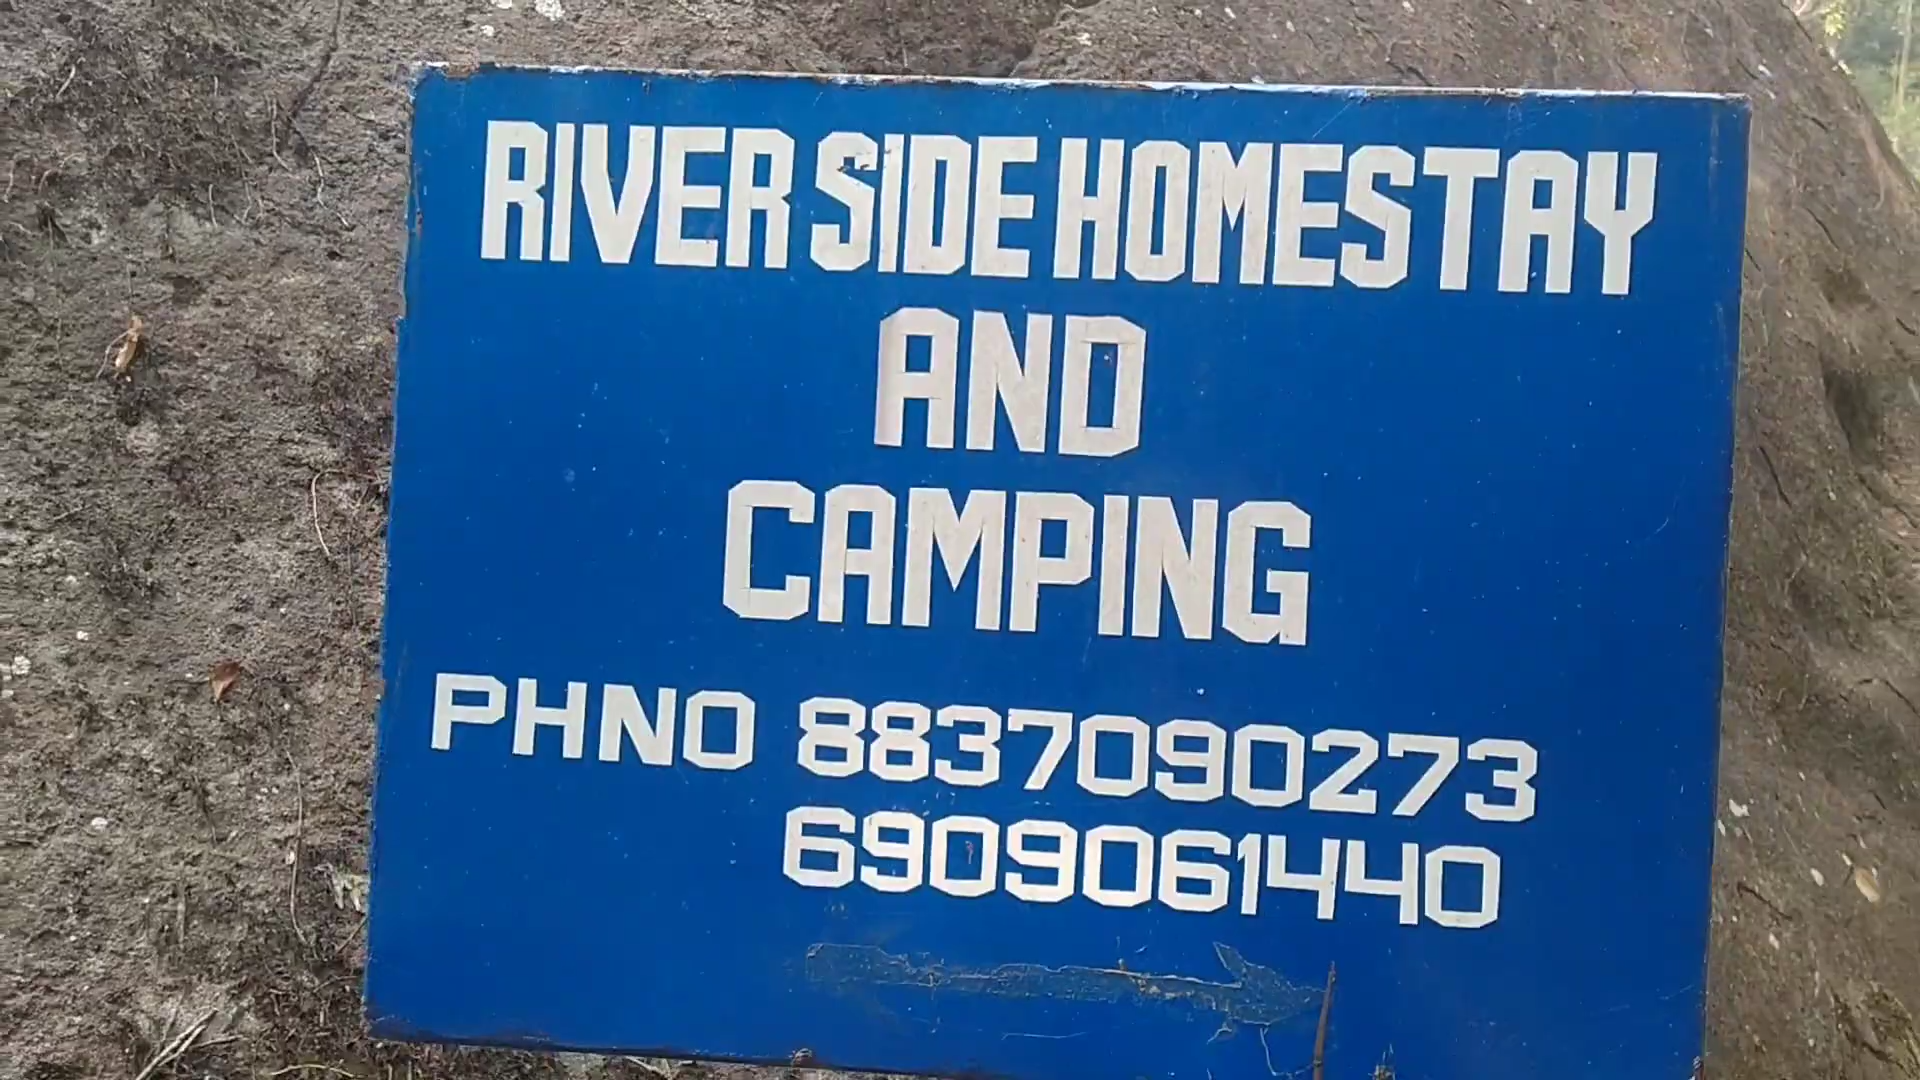 RIVER SIDE HOMESTAY
AND
CAMPING
PHNO 8837090273
6909061440